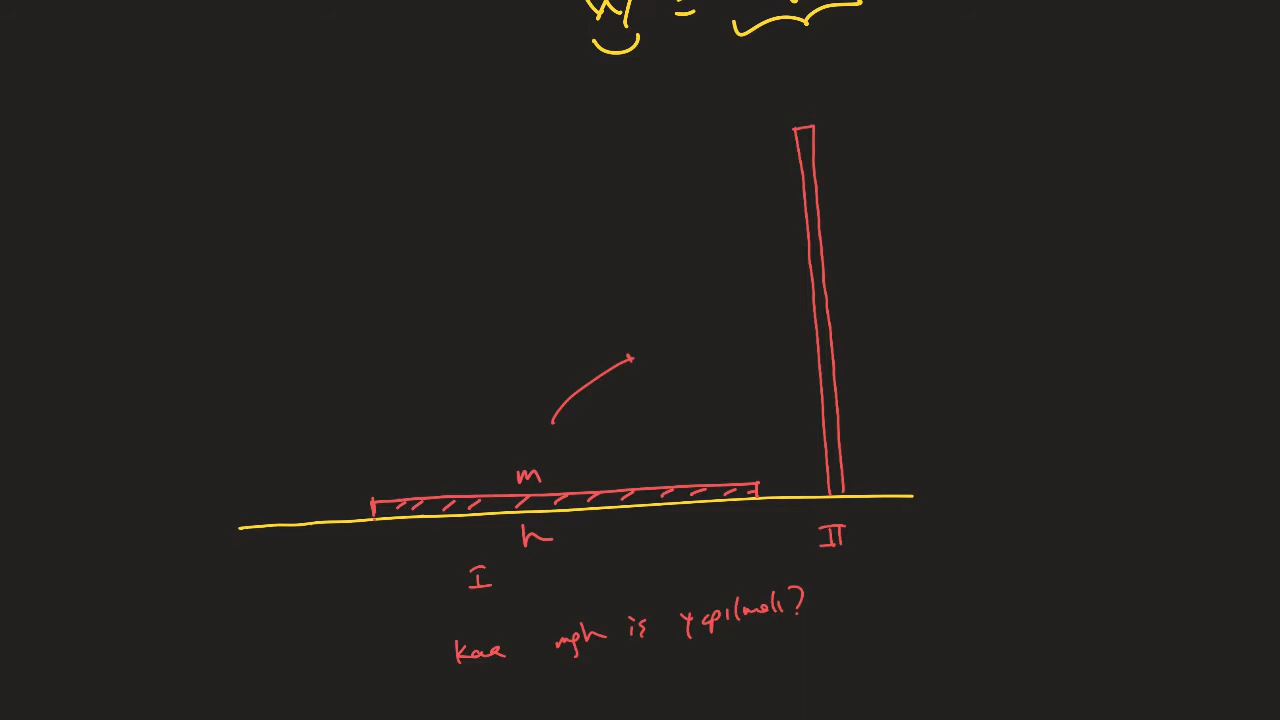 =
m
h
I
II
kaç mgh iş yapılmalı?